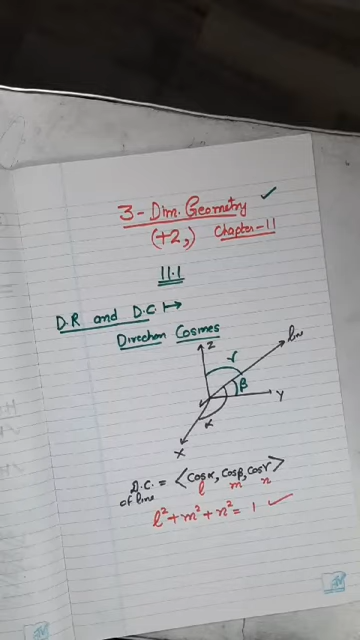 3- Dim. Geometry ✓
(+2,) Chapter-11
11.1
D.R and D.C ↦
Direction Cosines
Z
line
γ
β
Y
α
X
D.C. = <cosα, cosβ, cosγ>
of line l m n
l² + m² + n² = 1 ✓